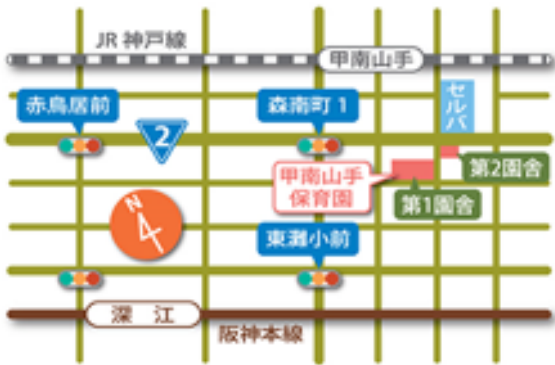 JR 神戸線
甲南山手
赤鳥居前
2
森南町 1
セルバ
甲南山手
保育園
第2園舎
第1園舎
N
東灘小前
深 江
阪神本線